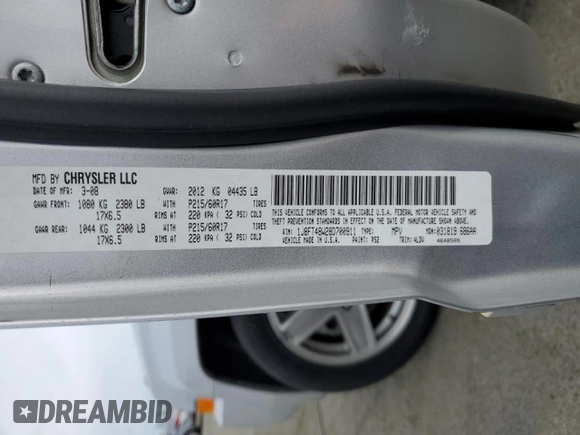 MFD BY CHRYSLER LLC
DATE OF MFR: 3-08 GVWR: 2012 KG 04435 LB
GAWR FRONT: 1080 KG 2380 LB WITH P215/60R17 TIRES
17X6.5 RIMS AT 220 KPA ( 32 PSI) COLD
GAWR REAR: 1044 KG 2300 LB WITH P215/60R17 TIRES
17X6.5 RIMS AT 220 KPA ( 32 PSI) COLD
THIS VEHICLE CONFORMS TO ALL APPLICABLE U.S.A. FEDERAL MOTOR VEHICLE SAFETY AND
THEFT PREVENTION STANDARDS IN EFFECT ON THE DATE OF MANUFACTURE SHOWN ABOVE.
VIN: 1J8FT48W28D700911 TYPE: MPV MDH: 031819 686AA
VEHICLE MADE IN U.S.A. PAINT: PS2 TRIM: ALDV 4648509
DREAMBID